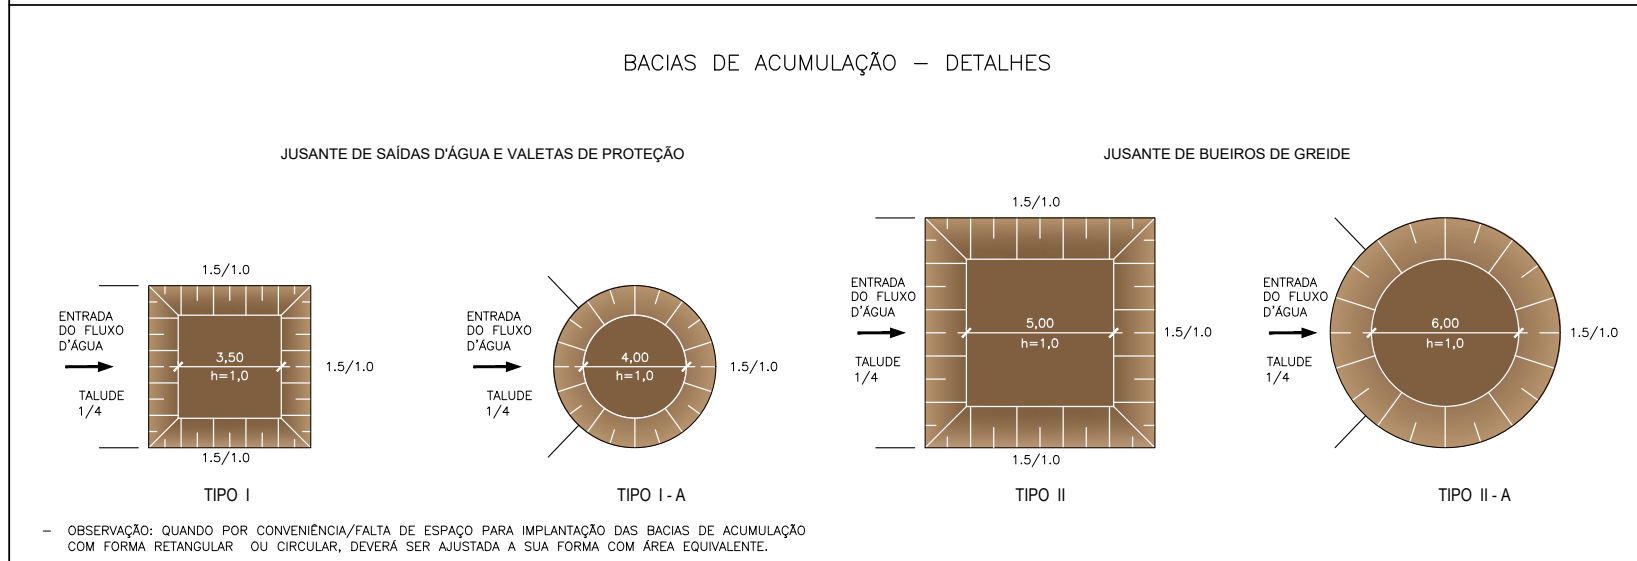 BACIAS DE ACUMULAÇÃO – DETALHES
JUSANTE DE SAÍDAS D'ÁGUA E VALETAS DE PROTEÇÃO
1.5/1.0
ENTRADA
DO FLUXO
D'ÁGUA
3,50
h=1,0
1.5/1.0
TALUDE
1/4
1.5/1.0
TIPO I
ENTRADA
DO FLUXO
D'ÁGUA
4,00
h=1,0
1.5/1.0
TALUDE
1/4
TIPO I - A
JUSANTE DE BUEIROS DE GREIDE
1.5/1.0
ENTRADA
DO FLUXO
D'ÁGUA
5,00
h=1,0
1.5/1.0
TALUDE
1/4
1.5/1.0
TIPO II
ENTRADA
DO FLUXO
D'ÁGUA
6,00
h=1,0
1.5/1.0
TALUDE
1/4
TIPO II - A
– OBSERVAÇÃO: QUANDO POR CONVENIÊNCIA/FALTA DE ESPAÇO PARA IMPLANTAÇÃO DAS BACIAS DE ACUMULAÇÃO
COM FORMA RETANGULAR OU CIRCULAR, DEVERÁ SER AJUSTADA A SUA FORMA COM ÁREA EQUIVALENTE.